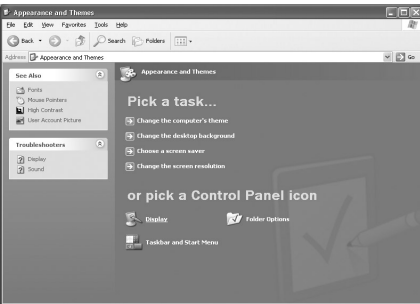 Appearance and Themes
File Edit View Favorites Tools Help
Back Search Folders
Address Appearance and Themes Go
See Also
Fonts
Mouse Pointers
High Contrast
User Account Picture
Troubleshooters
Display
Sound
Appearance and Themes
Pick a task...
Change the computer's theme
Change the desktop background
Choose a screen saver
Change the screen resolution
or pick a Control Panel icon
Display Folder Options
Taskbar and Start Menu